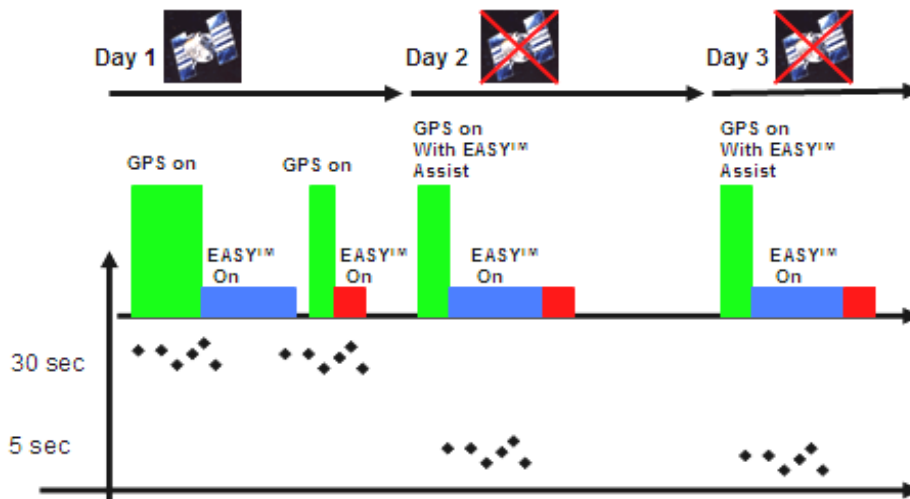 Day 1
Day 2
Day 3
GPS on
GPS on
GPS on
With EASY™
Assist
GPS on
With EASY™
Assist
EASY™
On
EASY™
On
EASY™
On
EASY™
On
30 sec
5 sec